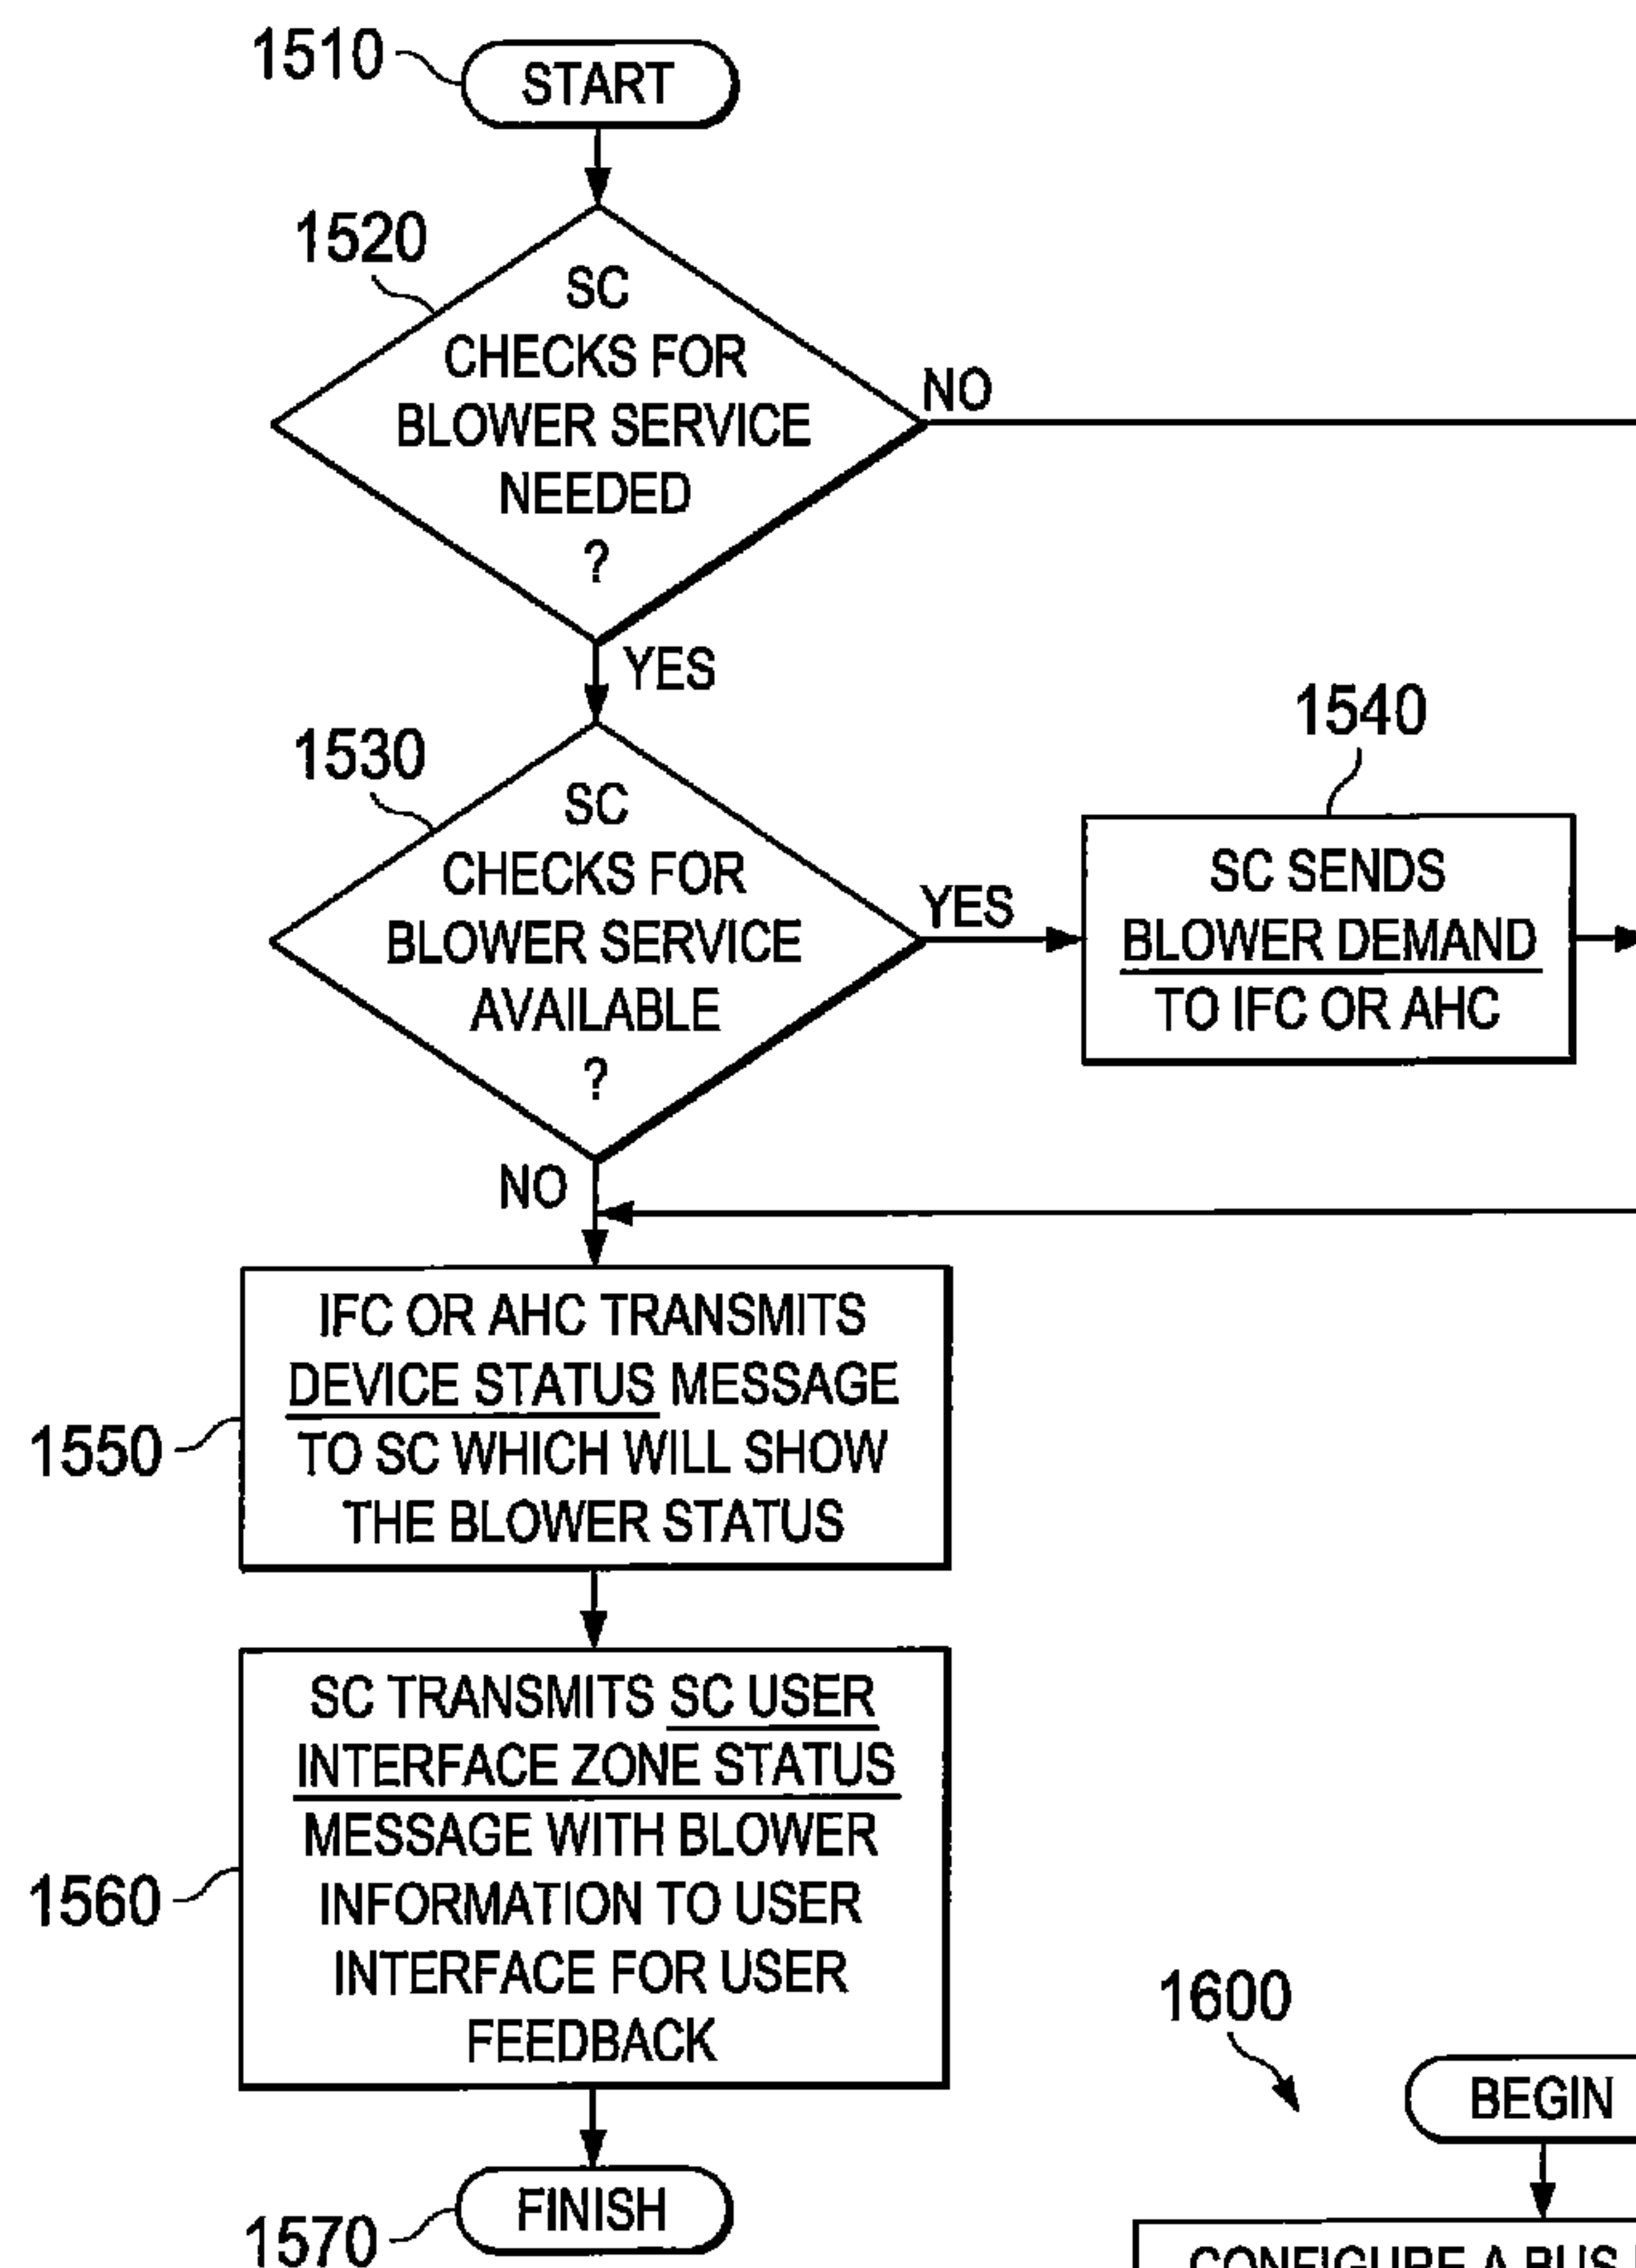 1510
START
1520
SC
CHECKS FOR
BLOWER SERVICE
NEEDED
?
NO
YES
1530
SC
CHECKS FOR
BLOWER SERVICE
AVAILABLE
?
YES
NO
1540
SC SENDS
BLOWER DEMAND
TO IFC OR AHC
1550
IFC OR AHC TRANSMITS
DEVICE STATUS MESSAGE
TO SC WHICH WILL SHOW
THE BLOWER STATUS
1560
SC TRANSMITS SC USER
INTERFACE ZONE STATUS
MESSAGE WITH BLOWER
INFORMATION TO USER
INTERFACE FOR USER
FEEDBACK
1570
FINISH
1600
BEGIN
CONFIGURE A BUS